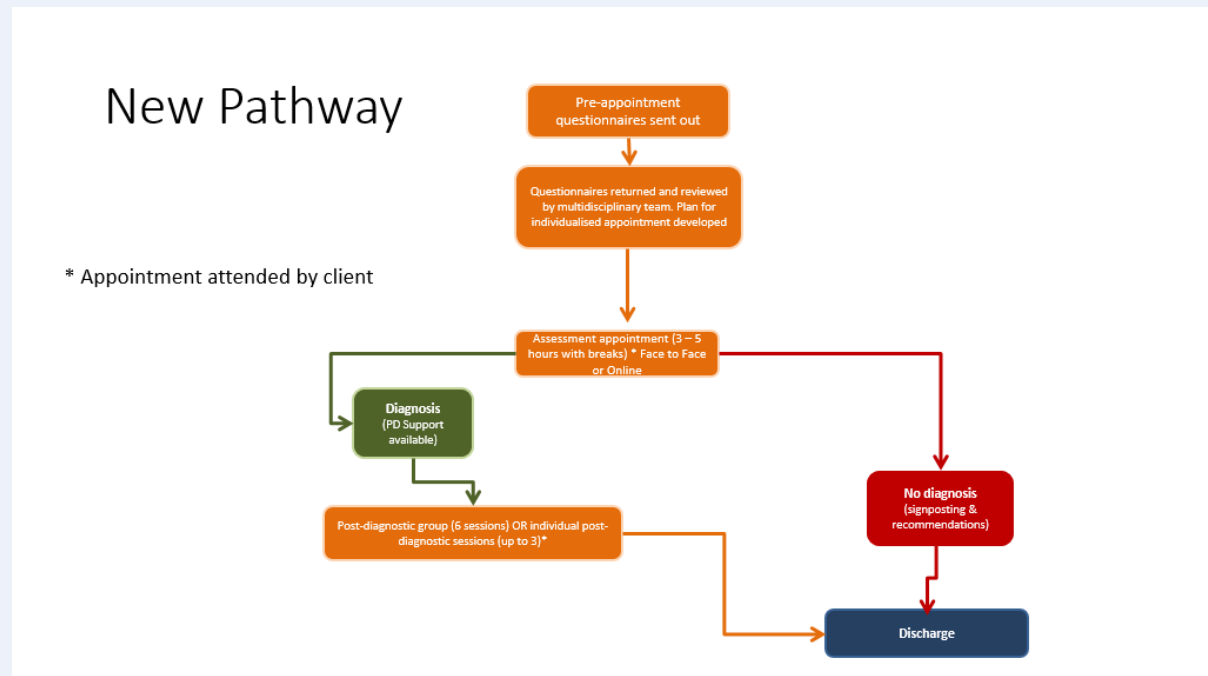 New Pathway
Pre-appointment
questionnaires sent out
Questionnaires returned and reviewed
by multidisciplinary team. Plan for
individualised appointment developed
* Appointment attended by client
Assessment appointment (3 – 5
hours with breaks) * Face to Face
or Online
Diagnosis
(PD Support
available)
No diagnosis
(signposting &
recommendations)
Post-diagnostic group (6 sessions) OR individual post-
diagnostic sessions (up to 3)*
Discharge